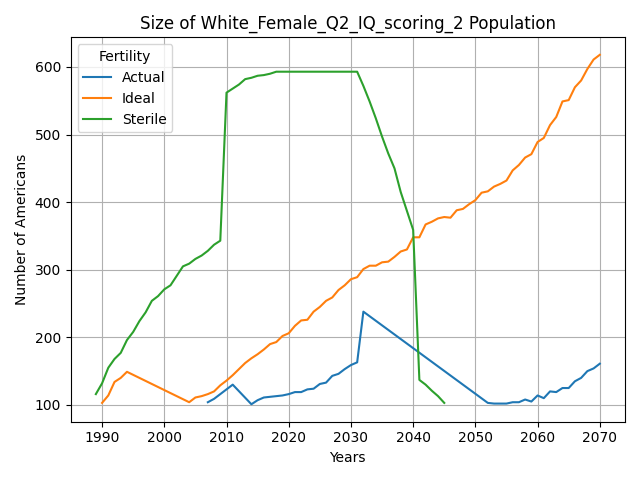 Size of White_Female_Q2_IQ_scoring_2 Population
Fertility
Actual
Ideal
Sterile
Number of Americans
600
500
400
300
200
100
1990 2000 2010 2020 2030 2040 2050 2060 2070
Years